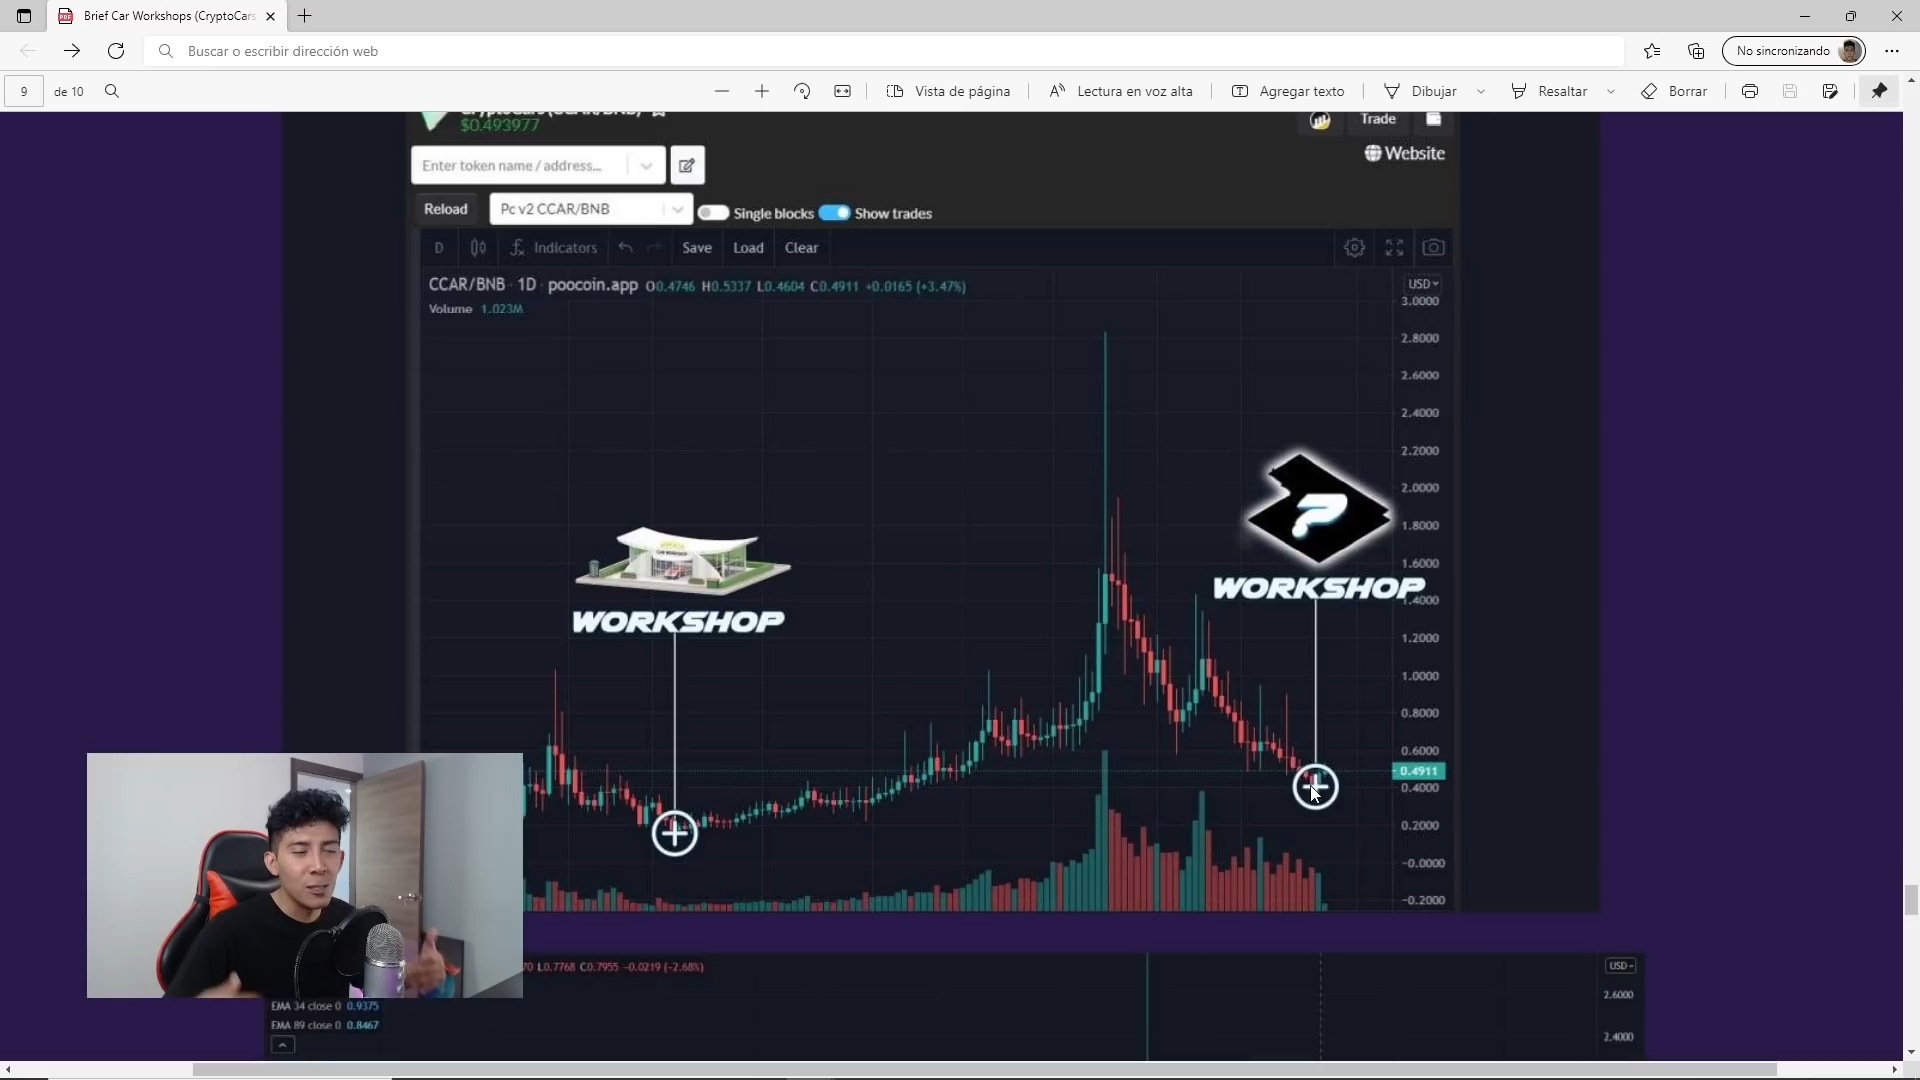 Brief Car Workshops (CryptoCars
Buscar o escribir dirección web
No sincronizando
9 de 10
Vista de página
Lectura en voz alta
Agregar texto
Dibujar
Resaltar
Borrar
CryptoCars (CCAR/BNB)
$0.493977
Trade
Enter token name / address...
Website
Reload
Pc v2 CCAR/BNB
Single blocks
Show trades
D
Indicators
Save
Load
Clear
CCAR/BNB · 1D · poocoin.app O0.4746 H0.5337 L0.4604 C0.4911 +0.0165 (+3.47%)
USD
Volume 1.023M
3.0000
2.8000
2.6000
2.4000
2.2000
2.0000
1.8000
1.6000
1.4000
1.2000
1.0000
0.8000
0.6000
0.4911
0.4000
0.2000
-0.0000
-0.2000
CAR WORKSHOP
WORKSHOP
?
WORKSHOP
70 L0.7768 C0.7955 -0.0219 (-2.68%)
USD
EMA 34 close 0 0.9375
EMA 89 close 0 0.8467
2.6000
2.4000